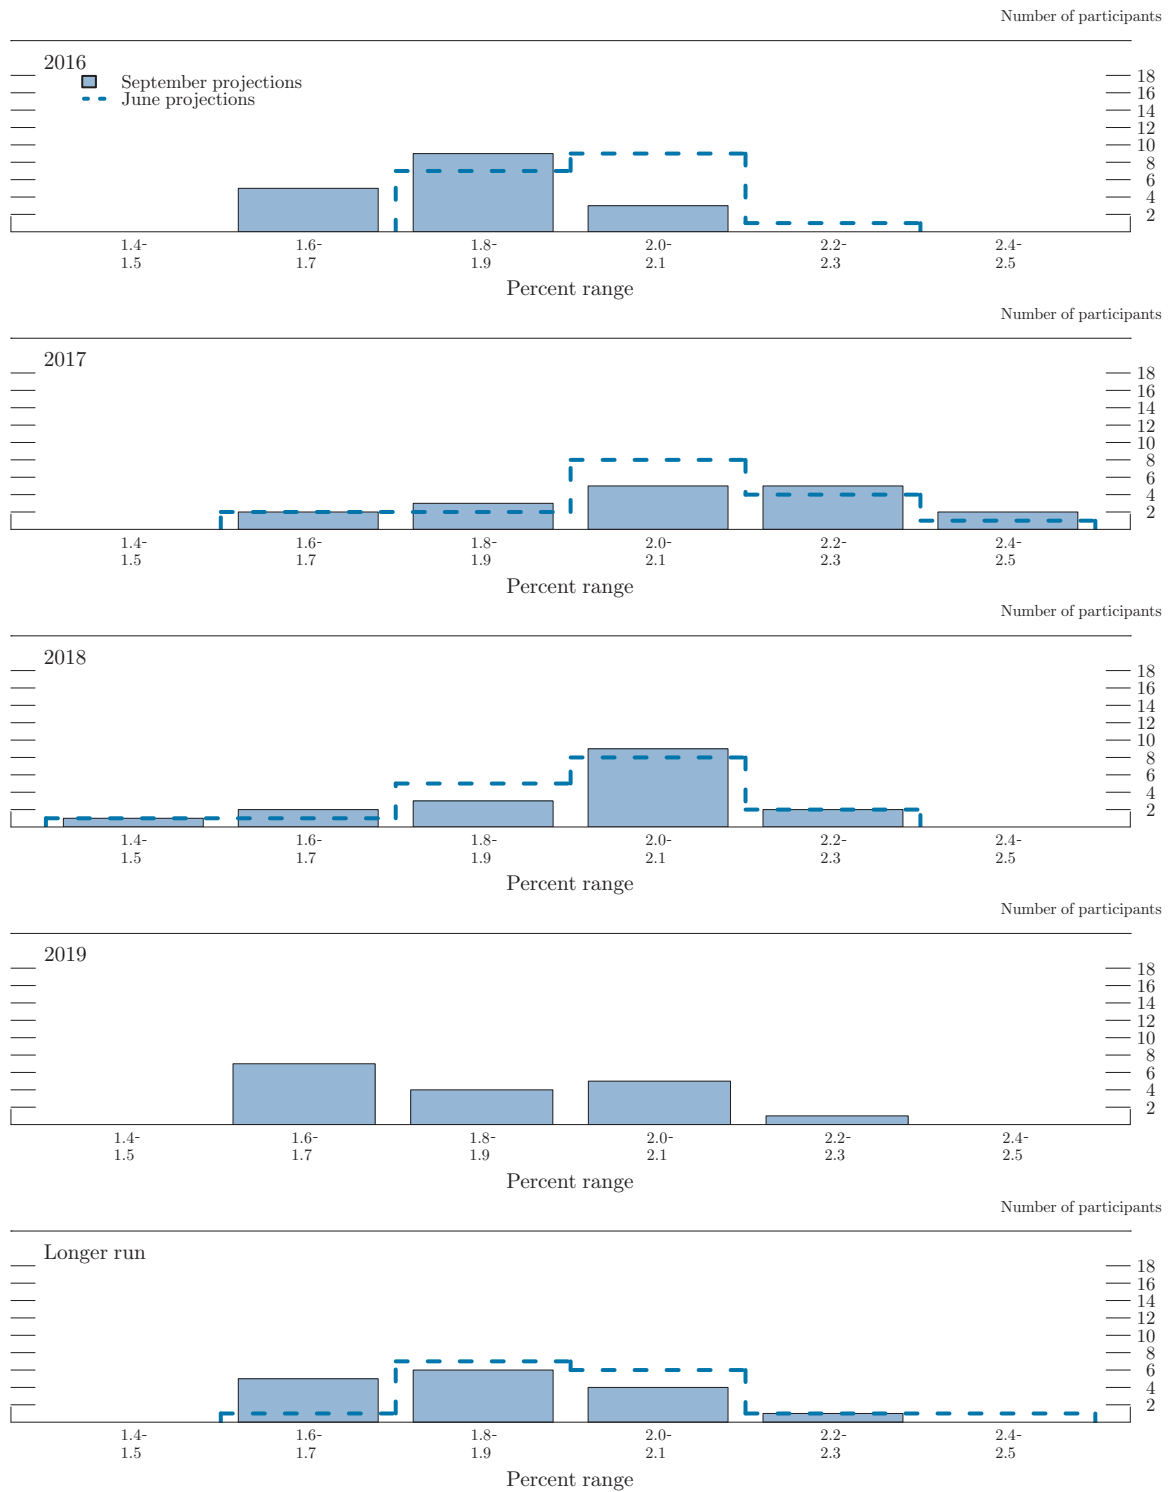 Number of participants
2016
September projections
June projections
18
16
14
12
10
8
6
4
2
1.4- 1.6- 1.8- 2.0- 2.2- 2.4-
1.5 1.7 1.9 2.1 2.3 2.5
Percent range
Number of participants
2017
18
16
14
12
10
8
6
4
2
1.4- 1.6- 1.8- 2.0- 2.2- 2.4-
1.5 1.7 1.9 2.1 2.3 2.5
Percent range
Number of participants
2018
18
16
14
12
10
8
6
4
2
1.4- 1.6- 1.8- 2.0- 2.2- 2.4-
1.5 1.7 1.9 2.1 2.3 2.5
Percent range
Number of participants
2019
18
16
14
12
10
8
6
4
2
1.4- 1.6- 1.8- 2.0- 2.2- 2.4-
1.5 1.7 1.9 2.1 2.3 2.5
Percent range
Number of participants
Longer run
18
16
14
12
10
8
6
4
2
1.4- 1.6- 1.8- 2.0- 2.2- 2.4-
1.5 1.7 1.9 2.1 2.3 2.5
Percent range